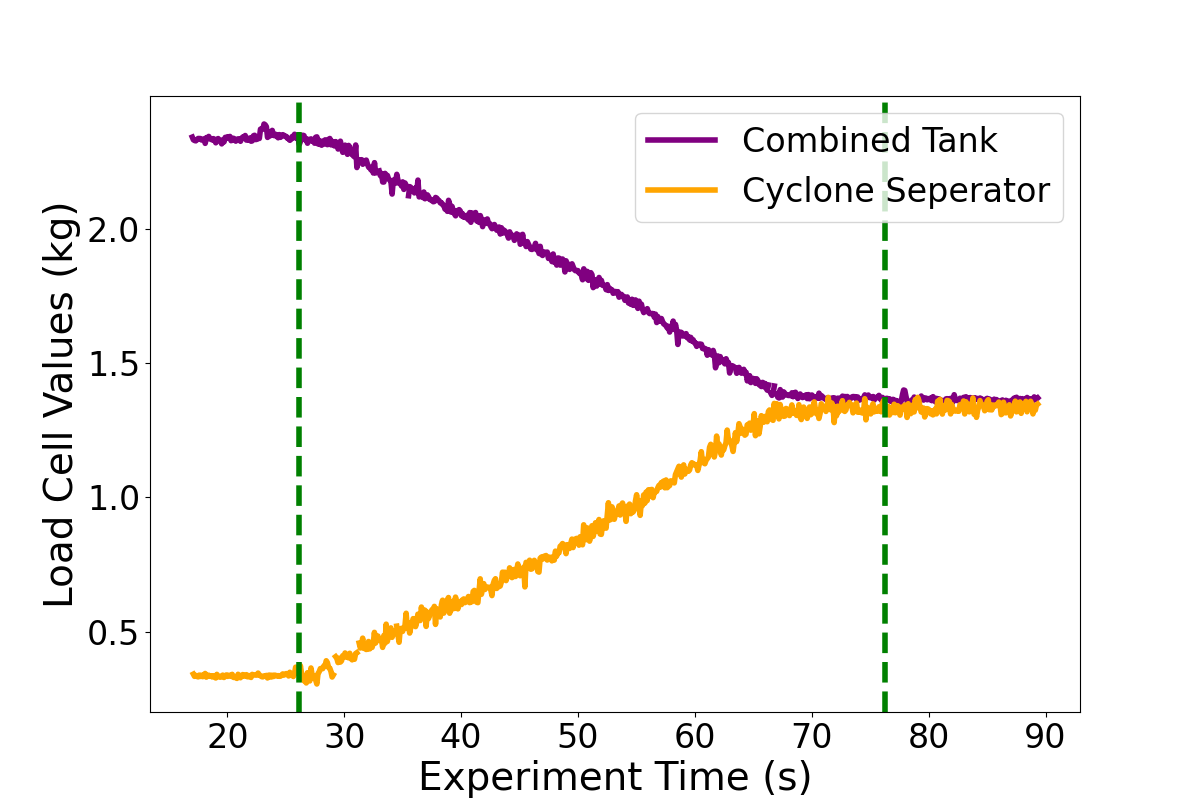 Combined Tank
Cyclone Seperator
Load Cell Values (kg)
2.0
1.5
1.0
0.5
20 30 40 50 60 70 80 90
Experiment Time (s)